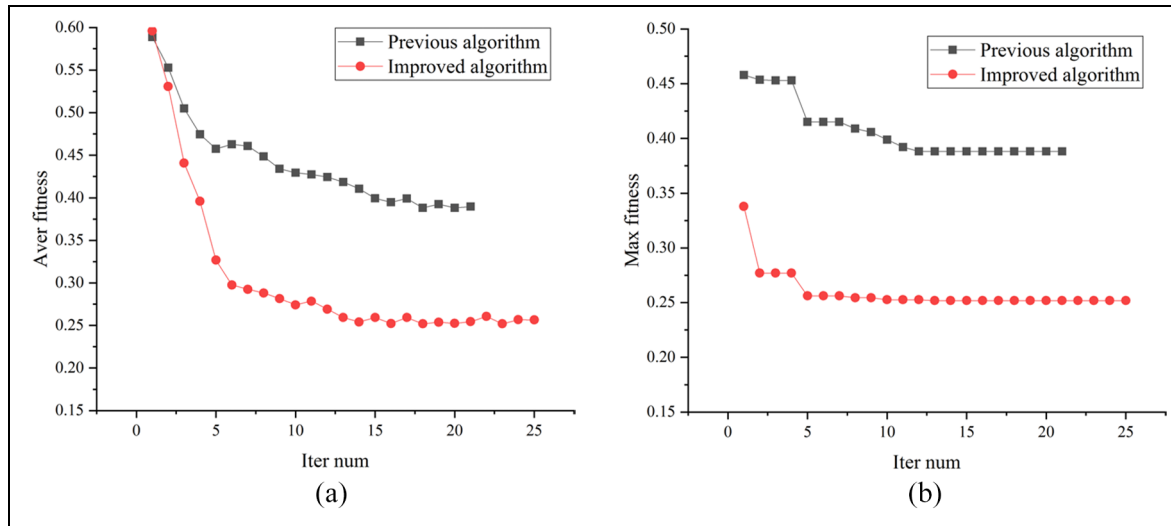 0.60
0.55
0.50
0.45
0.40
0.35
0.30
0.25
0.20
0.15
Aver fitness
Previous algorithm
Improved algorithm
0 5 10 15 20 25
Iter num
(a)
0.50
0.45
0.40
0.35
0.30
0.25
0.20
0.15
Max fitness
Previous algorithm
Improved algorithm
0 5 10 15 20 25
Iter num
(b)